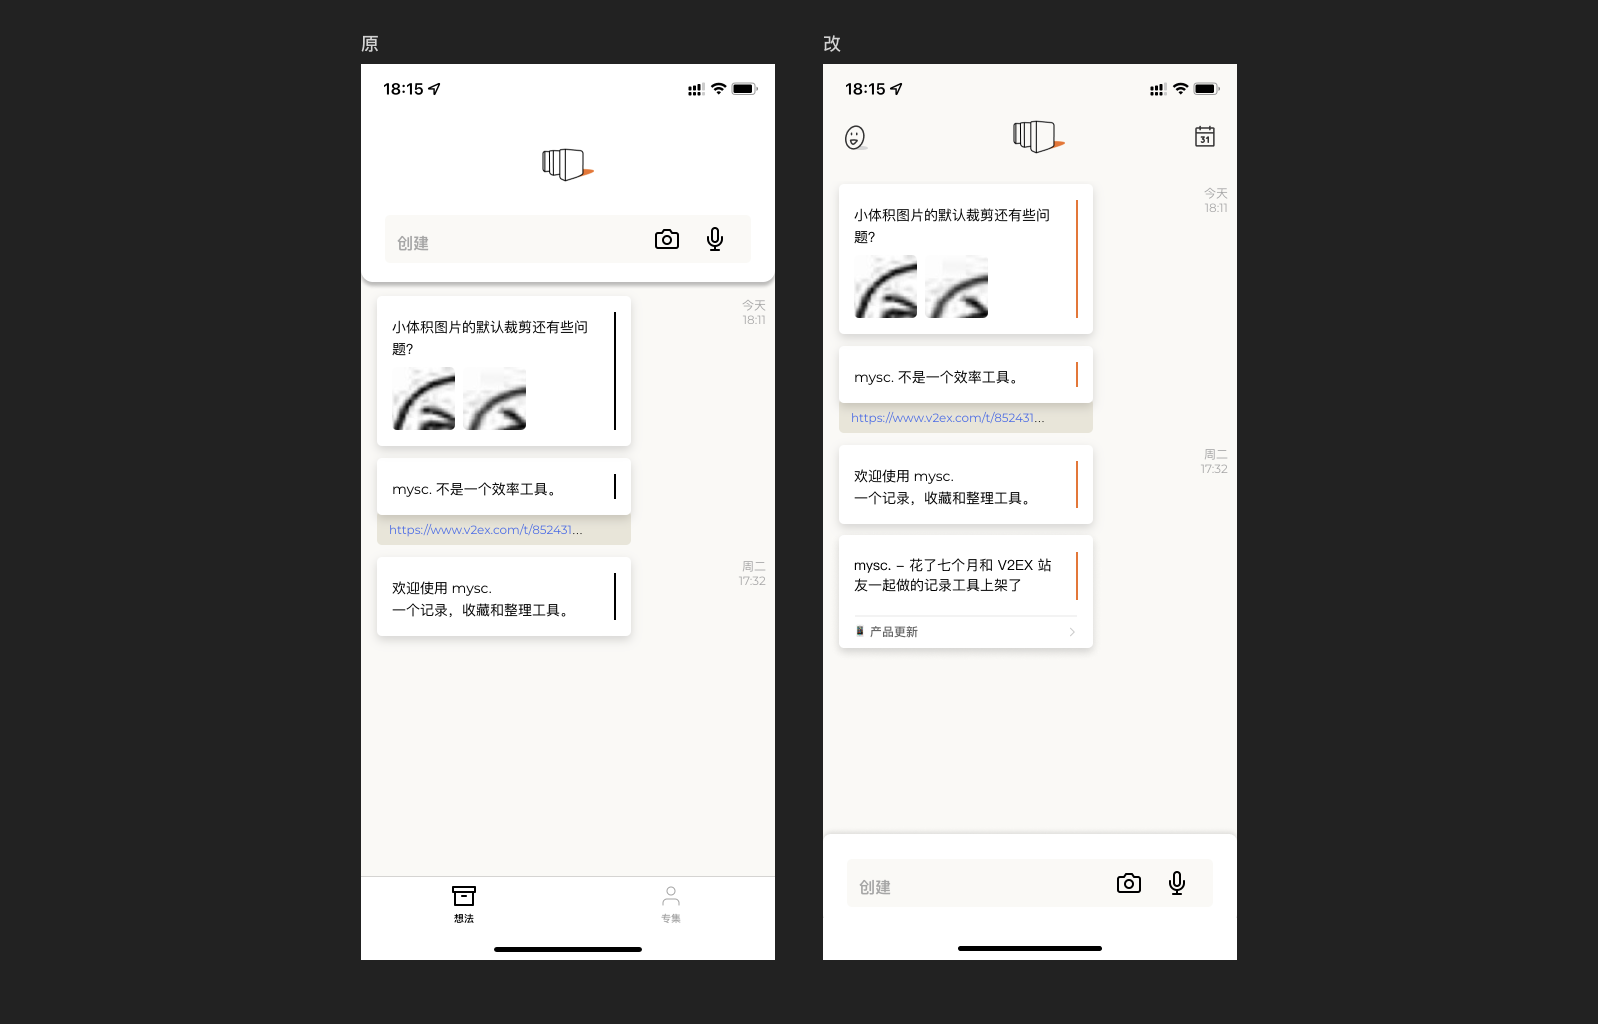 原
18:15
创建
小体积图片的默认裁剪还有些问
题?
今天
18:11
mysc. 不是一个效率工具。
https://www.v2ex.com/t/852431...
欢迎使用 mysc.
一个记录，收藏和整理工具。
周二
17:32
想法
专集
改
18:15
31
小体积图片的默认裁剪还有些问
题?
今天
18:11
mysc. 不是一个效率工具。
https://www.v2ex.com/t/852431...
欢迎使用 mysc.
一个记录，收藏和整理工具。
周二
17:32
mysc. – 花了七个月和 V2EX 站
友一起做的记录工具上架了
产品更新
创建